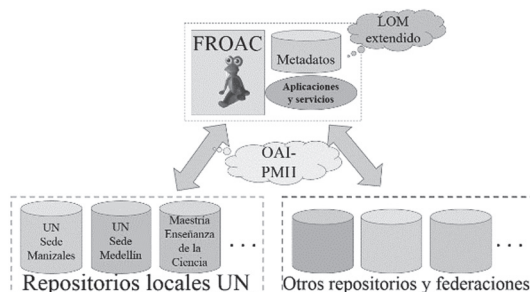 LOM
extendido
FROAC
Metadatos
Aplicaciones
y servicios
OAI-
PMH
UN
Sede
Manizales
UN
Sede
Medellín
Maestría
Enseñanza
de la
Ciencia
...
...
Repositorios locales UN
Otros repositorios y federaciones